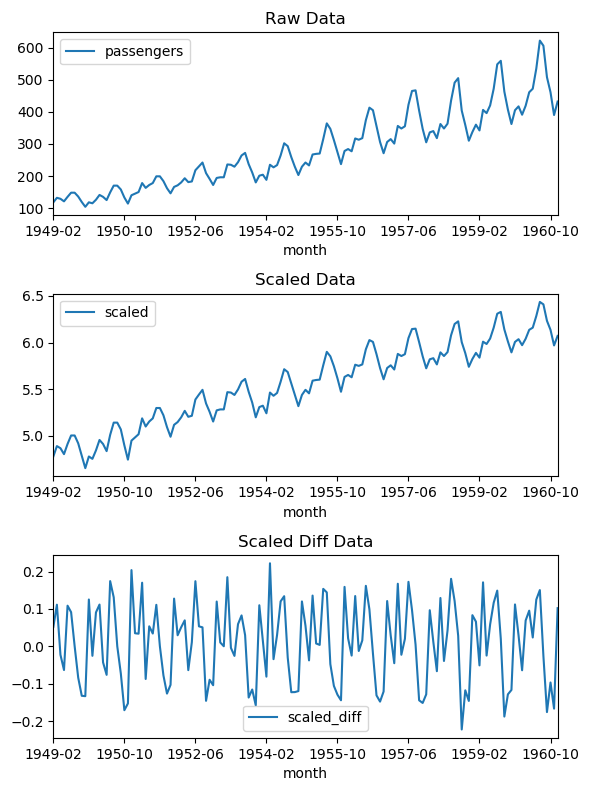 Raw Data
passengers
600
500
400
300
200
100
1949-02 1950-10 1952-06 1954-02 1955-10 1957-06 1959-02 1960-10
month
Scaled Data
scaled
6.5
6.0
5.5
5.0
1949-02 1950-10 1952-06 1954-02 1955-10 1957-06 1959-02 1960-10
month
Scaled Diff Data
0.2
0.1
0.0
−0.1
−0.2
scaled_diff
1949-02 1950-10 1952-06 1954-02 1955-10 1957-06 1959-02 1960-10
month